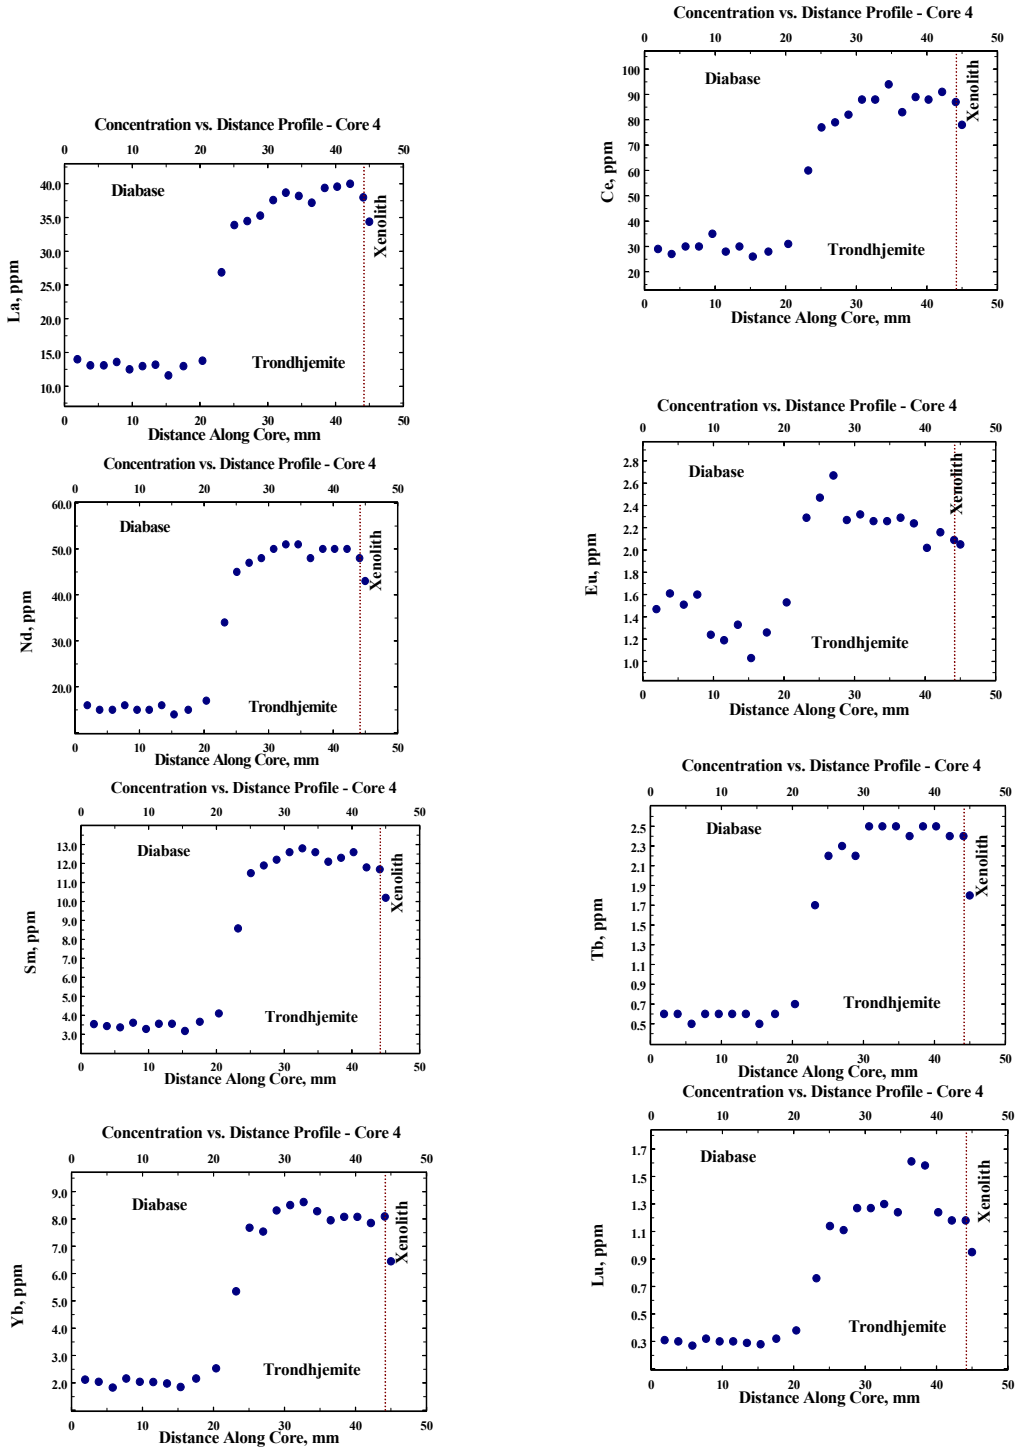 Concentration vs. Distance Profile - Core 4
0 10 20 30 40 50
40.0
35.0
30.0
25.0
20.0
15.0
10.0
La, ppm
Diabase
Xenolith
Trondhjemite
0 10 20 30 40 50
Distance Along Core, mm
Concentration vs. Distance Profile - Core 4
0 10 20 30 40 50
60.0
50.0
40.0
30.0
20.0
Nd, ppm
Diabase
Xenolith
Trondhjemite
0 10 20 30 40 50
Distance Along Core, mm
Concentration vs. Distance Profile - Core 4
0 10 20 30 40 50
13.0
12.0
11.0
10.0
9.0
8.0
7.0
6.0
5.0
4.0
3.0
Sm, ppm
Diabase
Xenolith
Trondhjemite
0 10 20 30 40 50
Distance Along Core, mm
Concentration vs. Distance Profile - Core 4
0 10 20 30 40 50
9.0
8.0
7.0
6.0
5.0
4.0
3.0
2.0
Yb, ppm
Diabase
Xenolith
Trondhjemite
0 10 20 30 40 50
Distance Along Core, mm
Concentration vs. Distance Profile - Core 4
0 10 20 30 40 50
100
90
80
70
60
50
40
30
20
Ce, ppm
Diabase
Xenolith
Trondhjemite
0 10 20 30 40 50
Distance Along Core, mm
Concentration vs. Distance Profile - Core 4
0 10 20 30 40 50
2.8
2.6
2.4
2.2
2.0
1.8
1.6
1.4
1.2
1.0
Eu, ppm
Diabase
Xenolith
Trondhjemite
0 10 20 30 40 50
Distance Along Core, mm
Concentration vs. Distance Profile - Core 4
0 10 20 30 40 50
2.5
2.3
2.1
1.9
1.7
1.5
1.3
1.1
0.9
0.7
0.5
Tb, ppm
Diabase
Xenolith
Trondhjemite
0 10 20 30 40 50
Distance Along Core, mm
Concentration vs. Distance Profile - Core 4
0 10 20 30 40 50
1.7
1.5
1.3
1.1
0.9
0.7
0.5
0.3
Lu, ppm
Diabase
Xenolith
Trondhjemite
0 10 20 30 40 50
Distance Along Core, mm